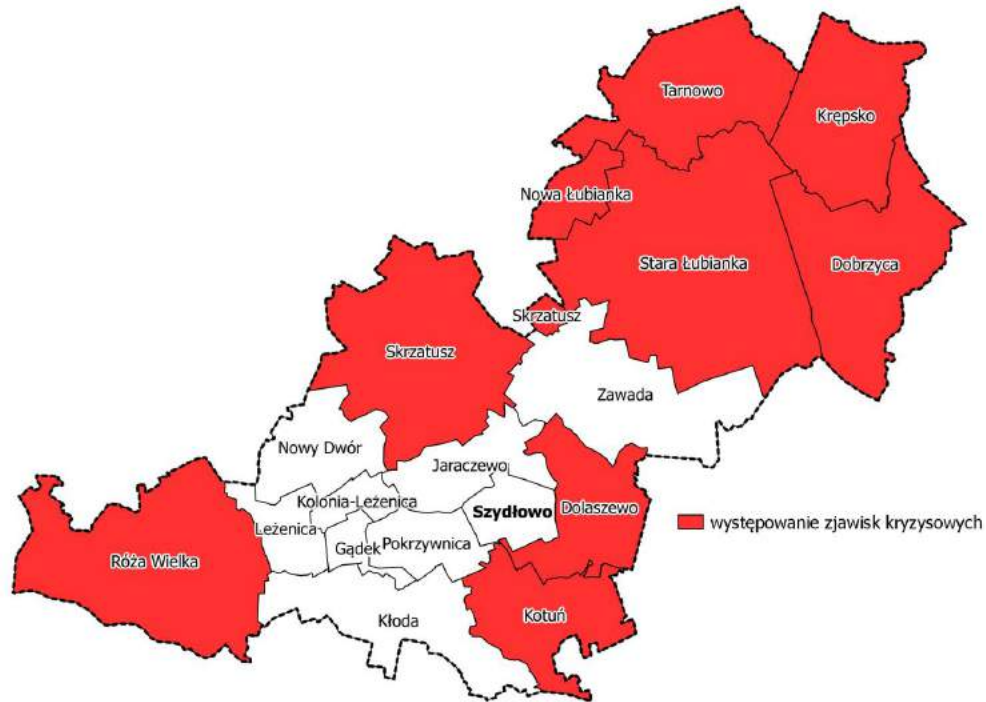 Tarnowo
Krępsko
Nowa Łubianka
Stara Łubianka
Dobrzyca
Skrzatusz
Skrzatusz
Zawada
Nowy Dwór
Jaraczewo
Kolonia-Leżenica
Szydłowo
Dolaszewo
występowanie zjawisk kryzysowych
Leżenica
Gądek
Pokrzywnica
Róża Wielka
Kłoda
Kotuń